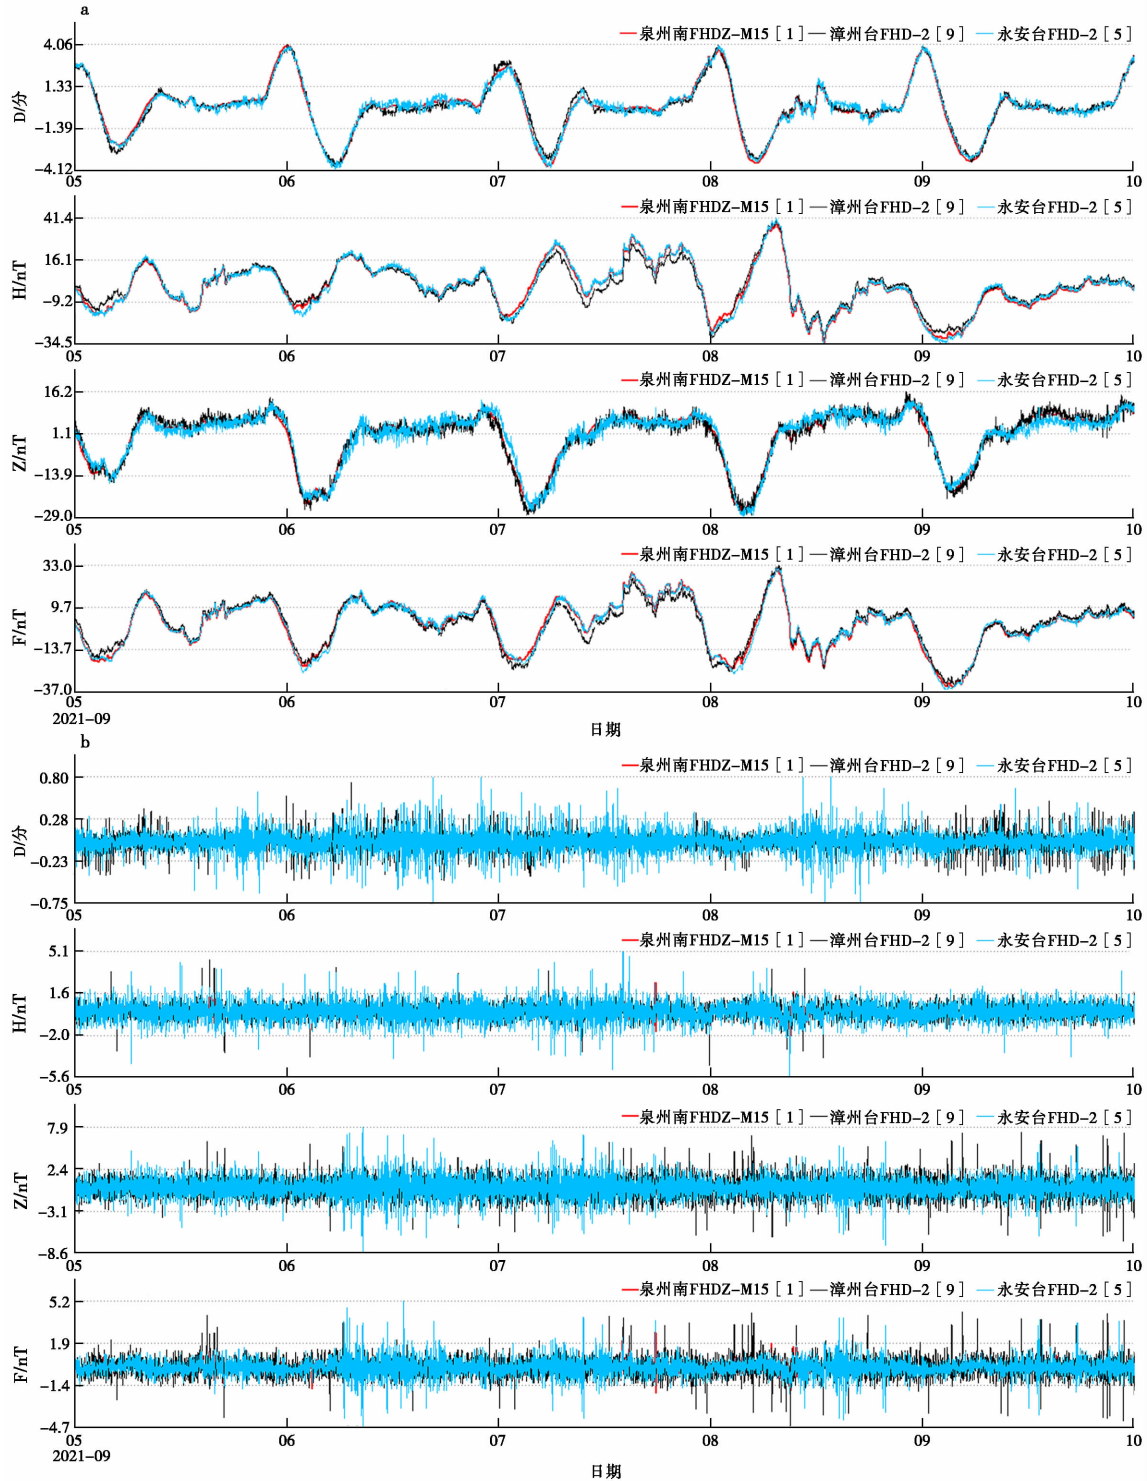 a
泉州南FHDZ-M15 [ 1 ] 漳州台FHD-2 [ 9 ] 永安台FHD-2 [ 5 ]
D/分
4.06
1.33
-1.39
-4.12
05 06 07 08 09 10
泉州南FHDZ-M15 [ 1 ] 漳州台FHD-2 [ 9 ] 永安台FHD-2 [ 5 ]
H/nT
41.4
16.1
-9.2
-34.5
05 06 07 08 09 10
泉州南FHDZ-M15 [ 1 ] 漳州台FHD-2 [ 9 ] 永安台FHD-2 [ 5 ]
Z/nT
16.2
1.1
-13.9
-29.0
05 06 07 08 09 10
泉州南FHDZ-M15 [ 1 ] 漳州台FHD-2 [ 9 ] 永安台FHD-2 [ 5 ]
F/nT
33.0
9.7
-13.7
-37.0
05 06 07 08 09 10
2021-09
日期
b
泉州南FHDZ-M15 [ 1 ] 漳州台FHD-2 [ 9 ] 永安台FHD-2 [ 5 ]
D/分
0.80
0.28
-0.23
-0.75
05 06 07 08 09 10
泉州南FHDZ-M15 [ 1 ] 漳州台FHD-2 [ 9 ] 永安台FHD-2 [ 5 ]
H/nT
5.1
1.6
-2.0
-5.6
05 06 07 08 09 10
泉州南FHDZ-M15 [ 1 ] 漳州台FHD-2 [ 9 ] 永安台FHD-2 [ 5 ]
Z/nT
7.9
2.4
-3.1
-8.6
05 06 07 08 09 10
泉州南FHDZ-M15 [ 1 ] 漳州台FHD-2 [ 9 ] 永安台FHD-2 [ 5 ]
F/nT
5.2
1.9
-1.4
-4.7
05 06 07 08 09 10
2021-09
日期